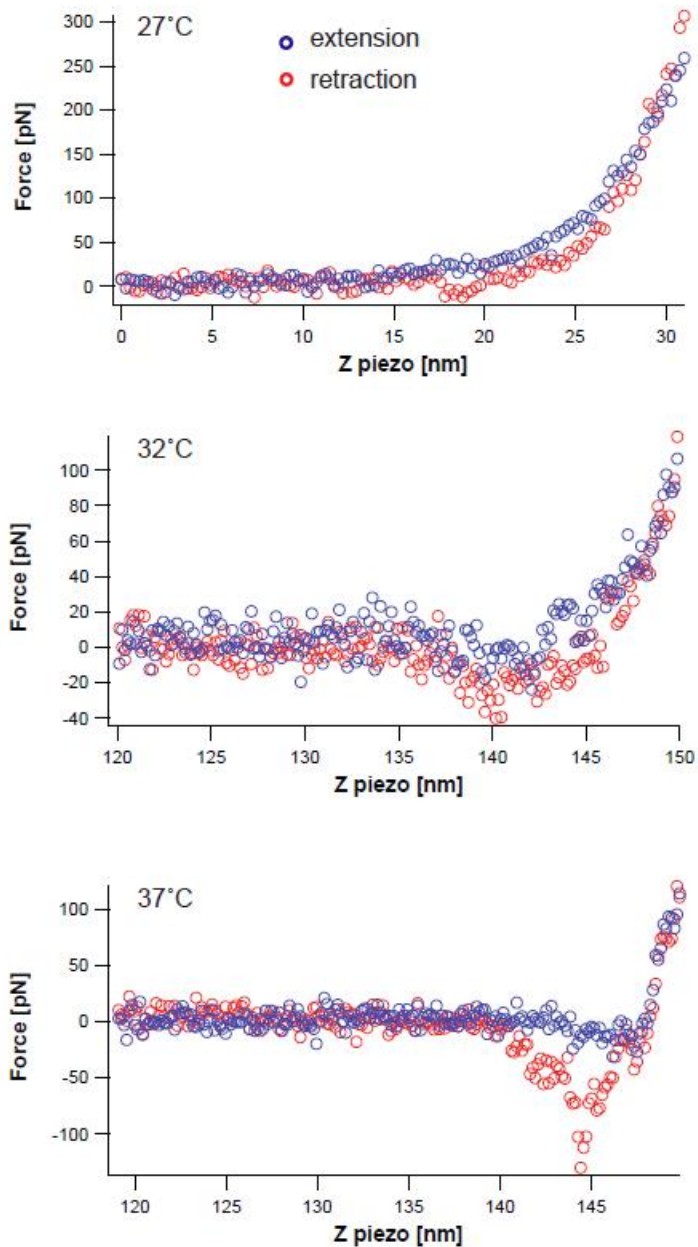 27˚C
extension
retraction
300
250
200
150
100
50
0
Force [pN]
0 5 10 15 20 25 30
Z piezo [nm]
32˚C
100
80
60
40
20
0
-20
-40
Force [pN]
120 125 130 135 140 145 150
Z piezo [nm]
37˚C
100
50
0
-50
-100
Force [pN]
120 125 130 135 140 145
Z piezo [nm]